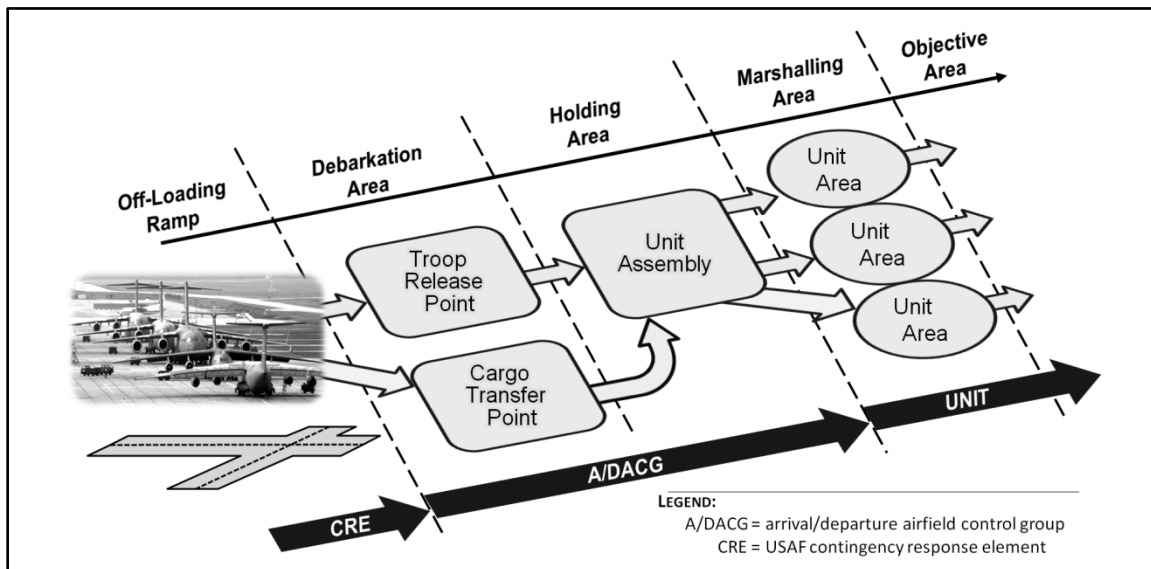 Off-Loading
Ramp
Debarkation
Area
Holding
Area
Marshalling
Area
Objective
Area
Troop
Release
Point
Cargo
Transfer
Point
Unit
Assembly
Unit
Area
Unit
Area
Unit
Area
CRE
A/DACG
UNIT
LEGEND:
A/DACG = arrival/departure airfield control group
CRE = USAF contingency response element